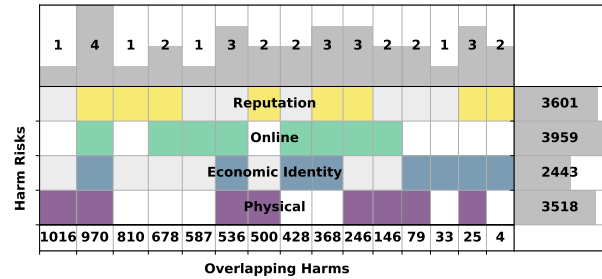 1 4 1 2 1 3 2 2 3 3 2 2 1 3 2
Reputation 3601
Online 3959
Economic Identity 2443
Physical 3518
1016 970 810 678 587 536 500 428 368 246 146 79 33 25 4
Harm Risks
Overlapping Harms